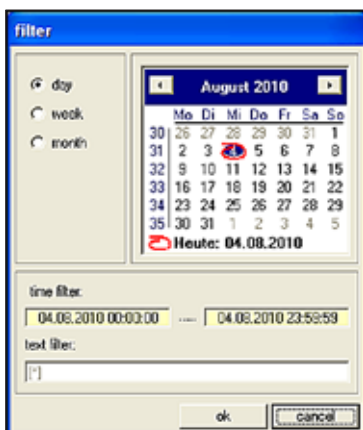 filter
day
week
month
August 2010
Mo Di Mi Do Fr Sa So
30 26 27 28 29 30 31 1
31 2 3 4 5 6 7 8
32 9 10 11 12 13 14 15
33 16 17 18 19 20 21 22
34 23 24 25 26 27 28 29
35 30 31 1 2 3 4 5
Heute: 04.08.2010
time filter:
04.08.2010 00:00:00 ---- 04.08.2010 23:59:59
text filter:
[*]
ok cancel